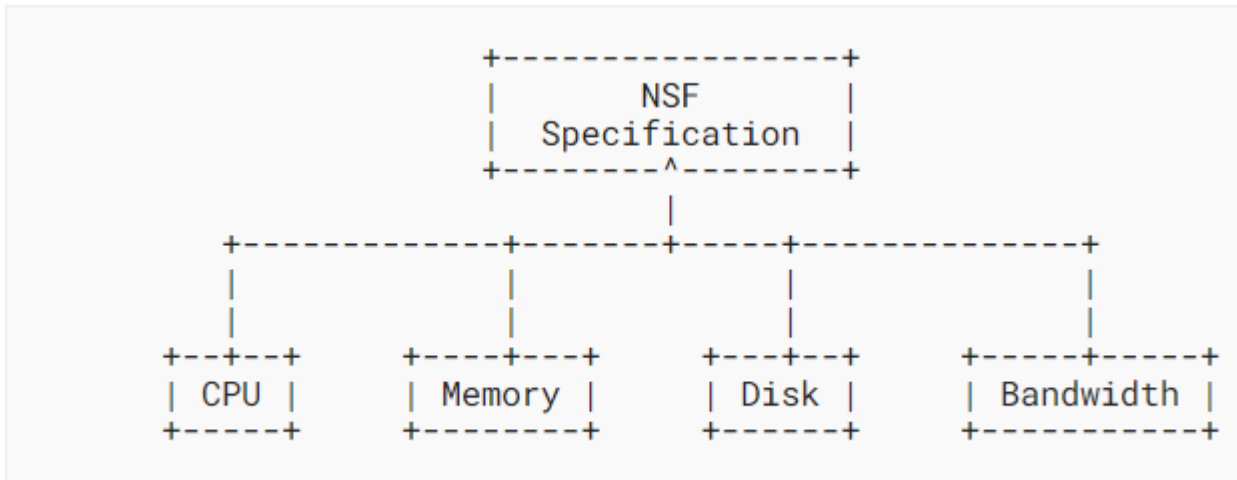 +-----------------+
|       NSF       |
|  Specification  |
+--------^--------+
|
+-------------+-------+-----+--------------+
|             |             |              |
|             |             |              |
+--+--+     +----+---+     +---+--+     +-----+-----+
| CPU |     | Memory |     | Disk |     | Bandwidth |
+-----+     +--------+     +------+     +-----------+